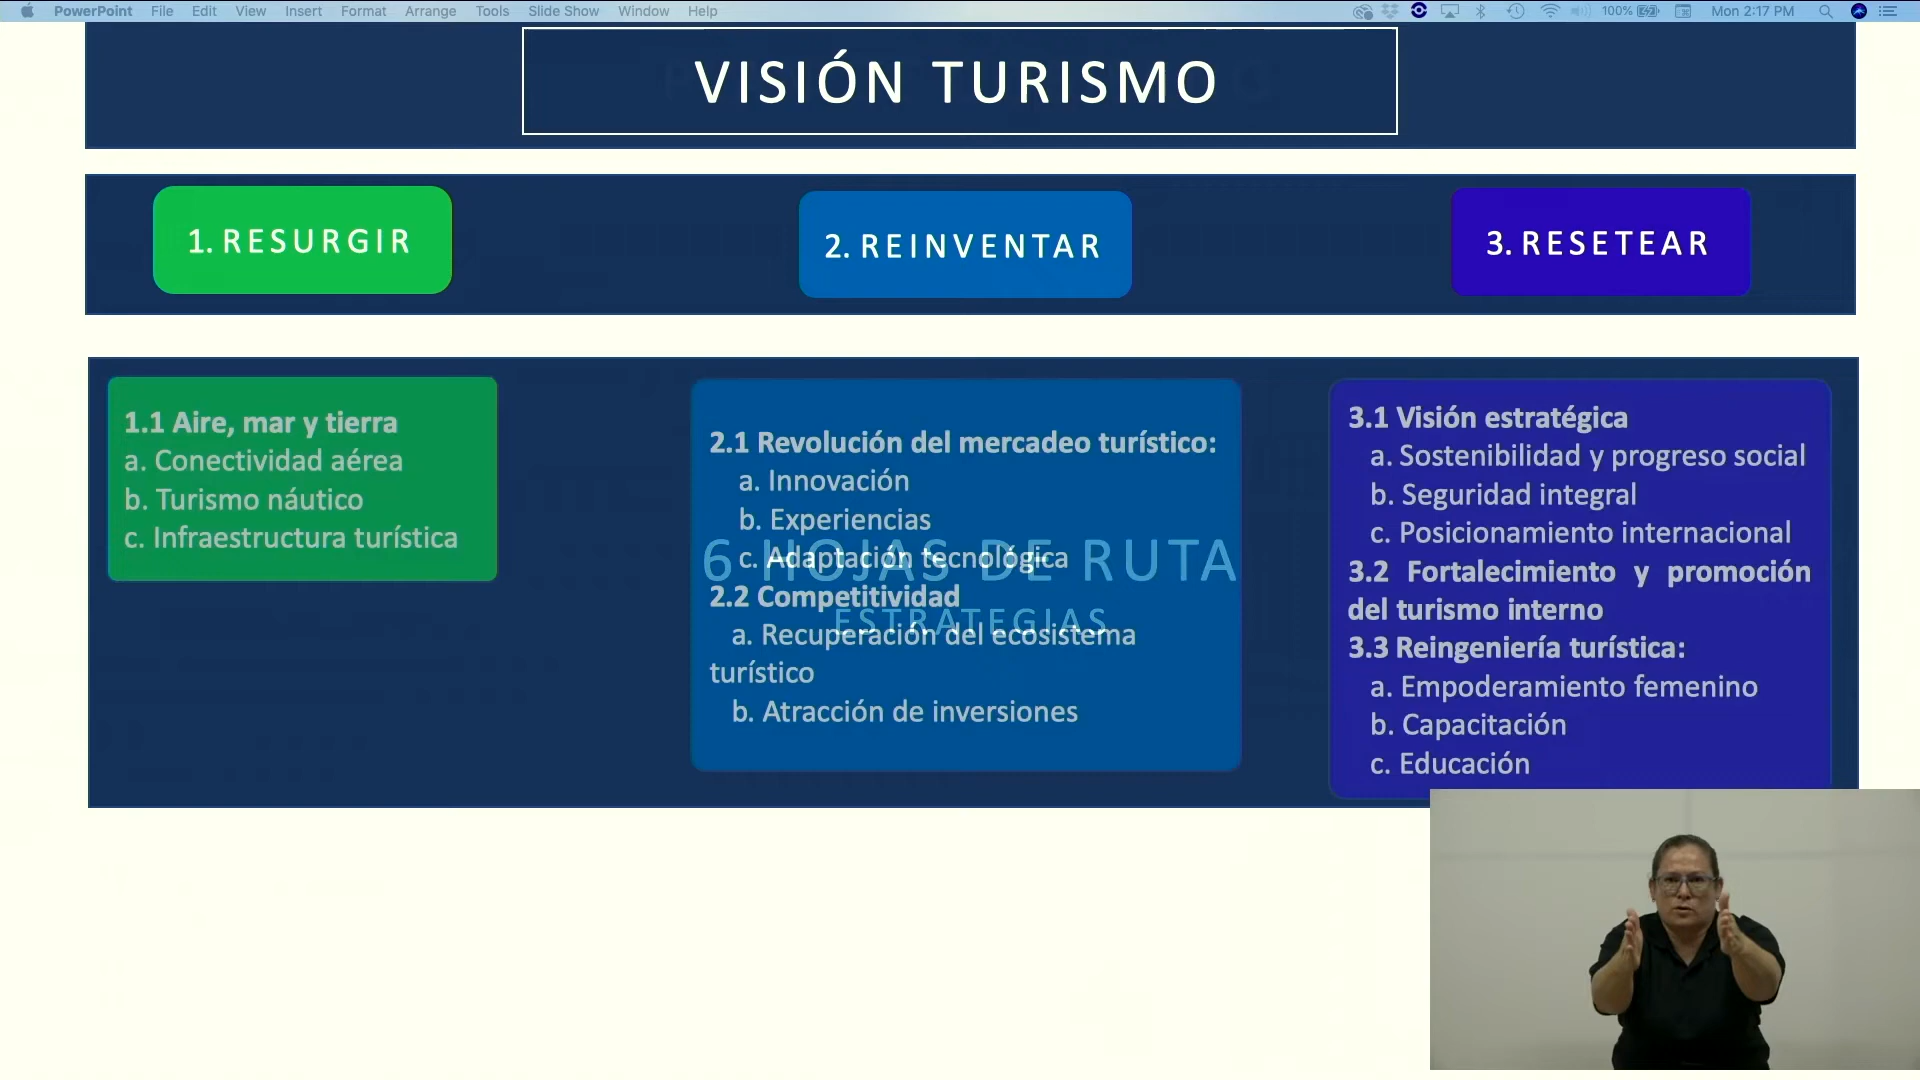 PowerPoint File Edit View Insert Format Arrange Tools Slide Show Window Help 100% Mon 2:17 PM
VISIÓN TURISMO
1. RESURGIR
2. REINVENTAR
3. RESETEAR
1.1 Aire, mar y tierra
a. Conectividad aérea
b. Turismo náutico
c. Infraestructura turística
2.1 Revolución del mercadeo turístico:
a. Innovación
b. Experiencias
c. Adaptación tecnológica
2.2 Competitividad
a. Recuperación del ecosistema
turístico
b. Atracción de inversiones
6 HOJAS DE RUTA
ESTRATEGIAS
3.1 Visión estratégica
a. Sostenibilidad y progreso social
b. Seguridad integral
c. Posicionamiento internacional
3.2 Fortalecimiento y promoción
del turismo interno
3.3 Reingeniería turística:
a. Empoderamiento femenino
b. Capacitación
c. Educación